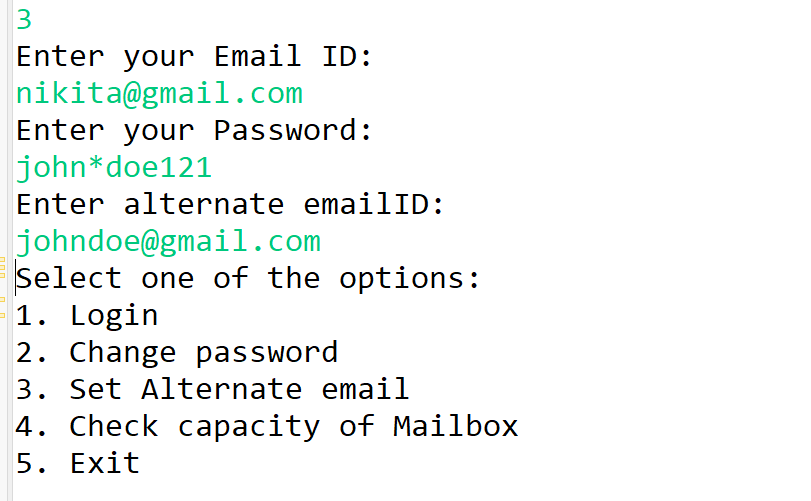 3
Enter your Email ID:
nikita@gmail.com
Enter your Password:
john*doe121
Enter alternate emailID:
johndoe@gmail.com
Select one of the options:
1. Login
2. Change password
3. Set Alternate email
4. Check capacity of Mailbox
5. Exit